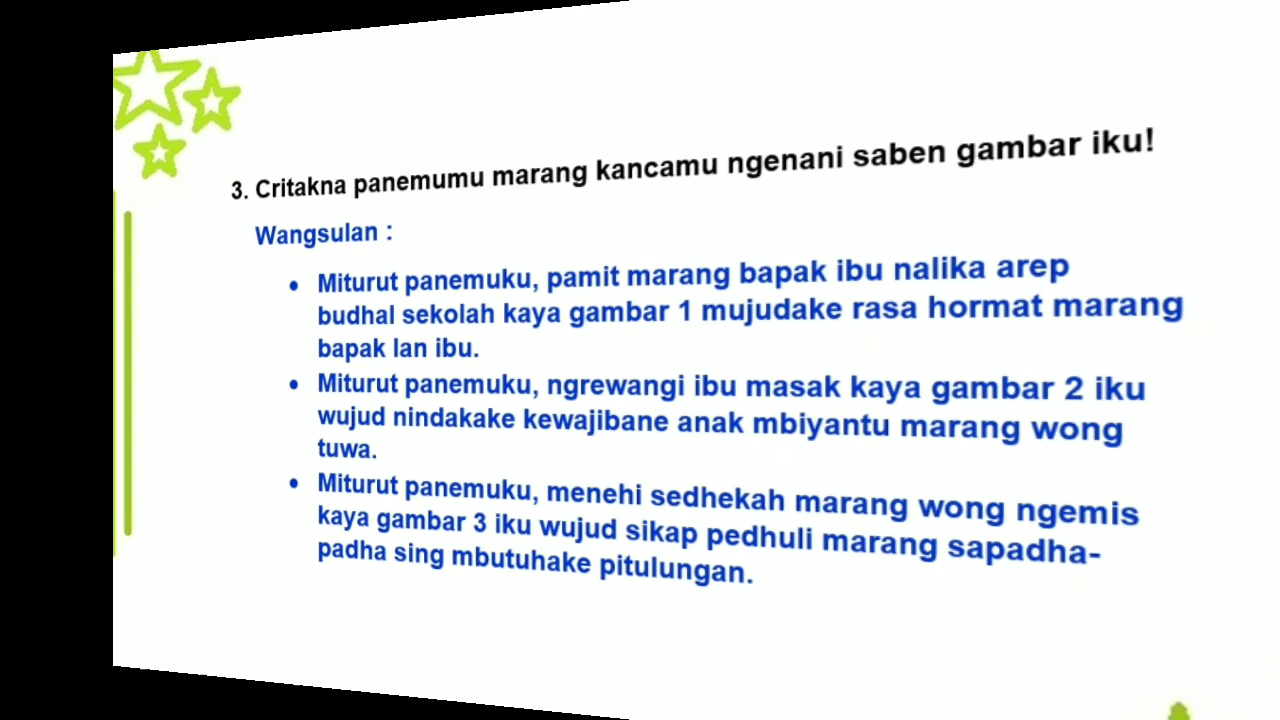 3. Critakna panemumu marang kancamu ngenani saben gambar iku!
Wangsulan :
• Miturut panemuku, pamit marang bapak ibu nalika arep
budhal sekolah kaya gambar 1 mujudake rasa hormat marang
bapak lan ibu.
• Miturut panemuku, ngrewangi ibu masak kaya gambar 2 iku
wujud nindakake kewajibane anak mbiyantu marang wong
tuwa.
• Miturut panemuku, menehi sedhekah marang wong ngemis
kaya gambar 3 iku wujud sikap pedhuli marang sapadha-
padha sing mbutuhake pitulungan.